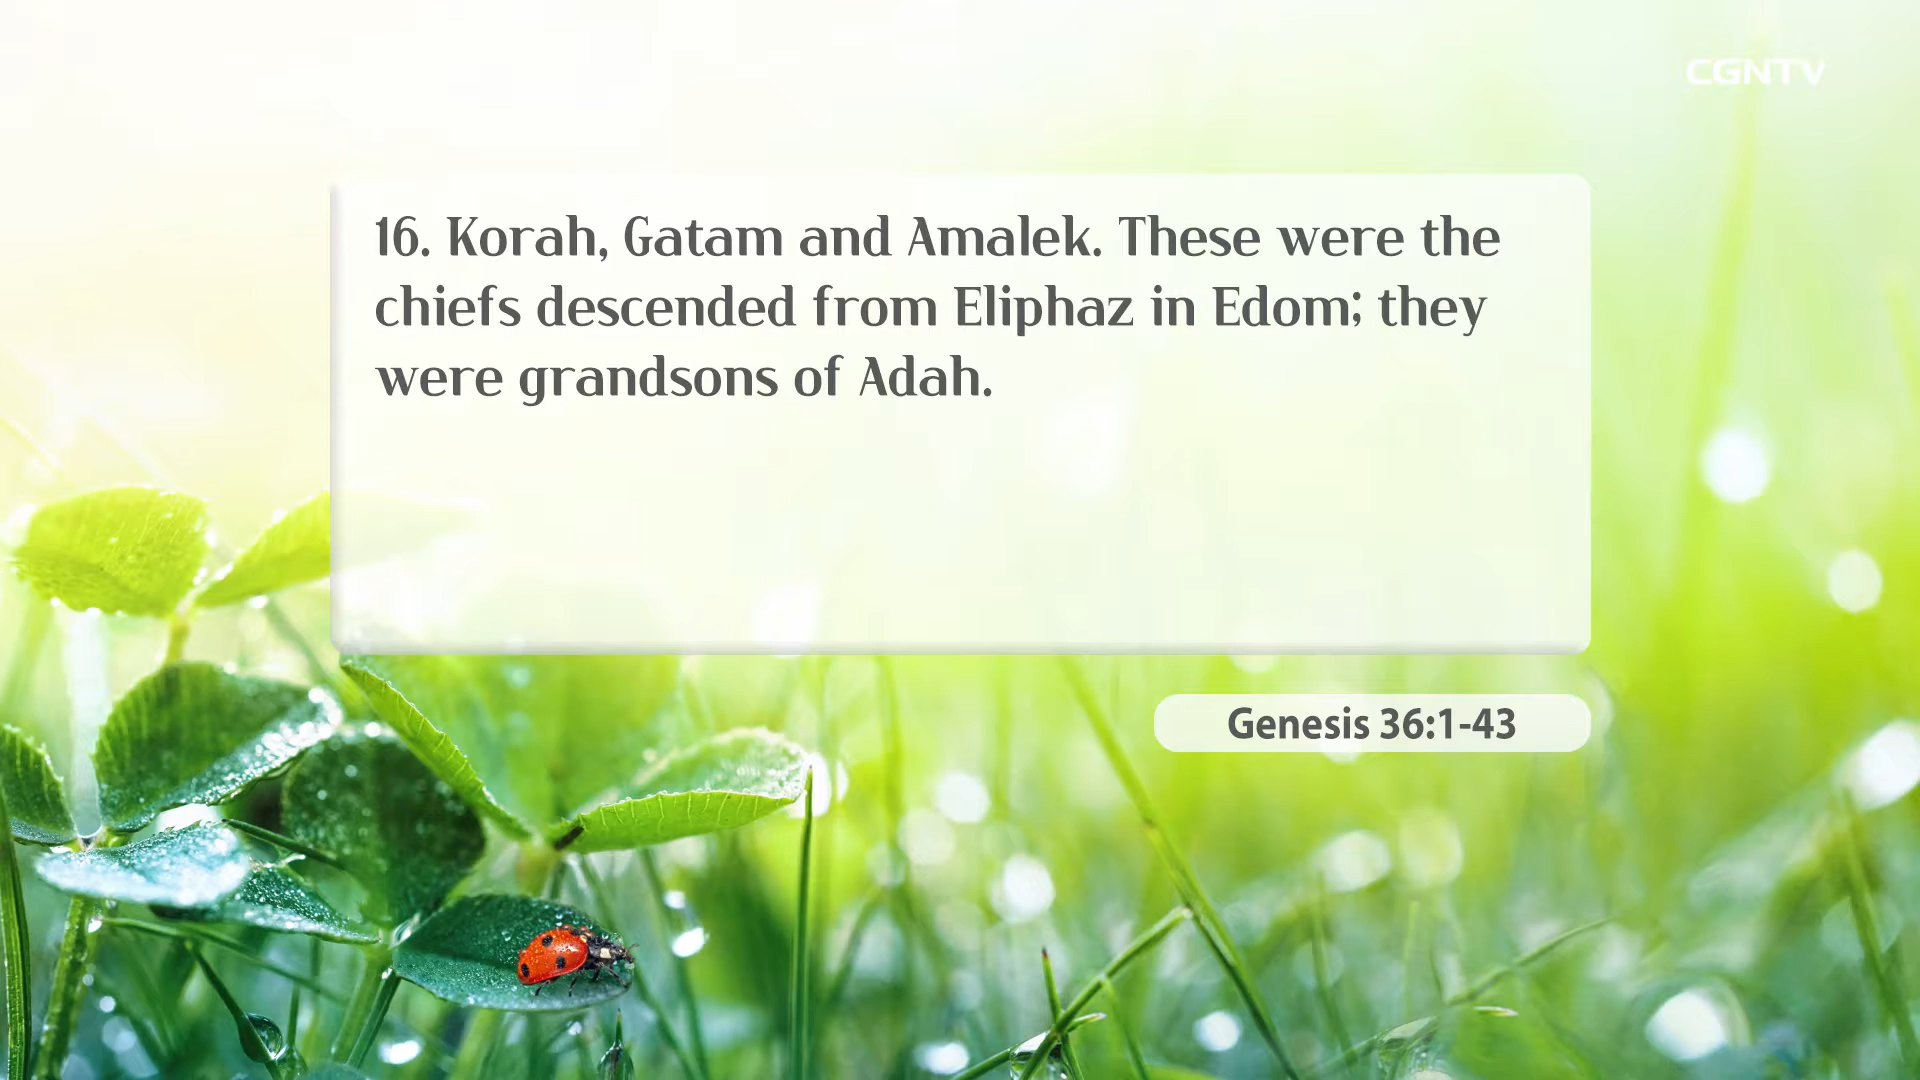 CGNTV
16. Korah, Gatam and Amalek. These were the
chiefs descended from Eliphaz in Edom; they
were grandsons of Adah.
Genesis 36:1-43